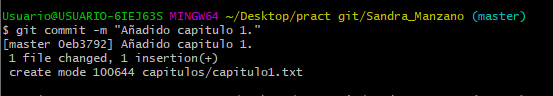 Usuario@USUARIO-6IEJ63S MINGW64 ~/Desktop/pract git/Sandra_Manzano (master)
$ git commit -m "Añadido capitulo 1."
[master 0eb3792] Añadido capitulo 1.
 1 file changed, 1 insertion(+)
 create mode 100644 capitulos/capitulo1.txt